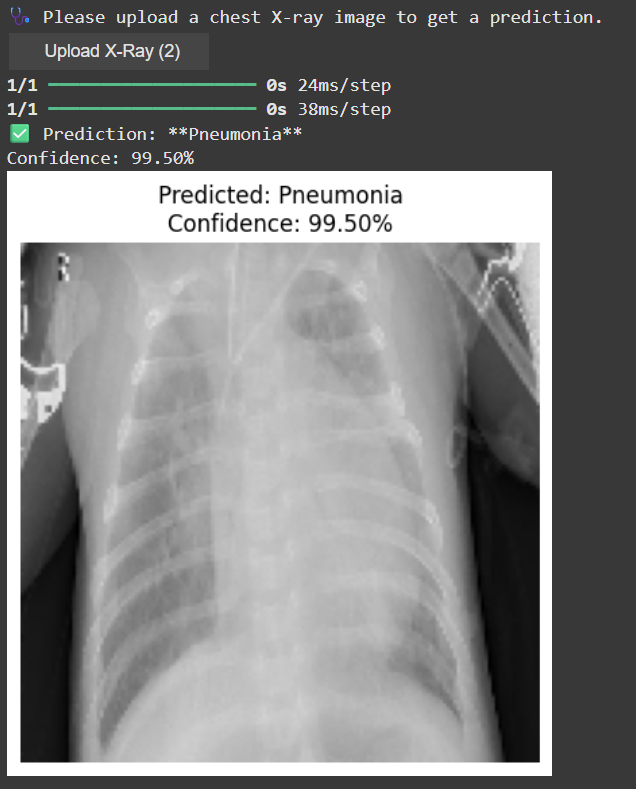 🩺 Please upload a chest X-ray image to get a prediction.
Upload X-Ray (2)
1/1 ━━━━━━━━━━━━━━━━━━━━ 0s 24ms/step
1/1 ━━━━━━━━━━━━━━━━━━━━ 0s 38ms/step
✅ Prediction: **Pneumonia**
Confidence: 99.50%
Predicted: Pneumonia
Confidence: 99.50%